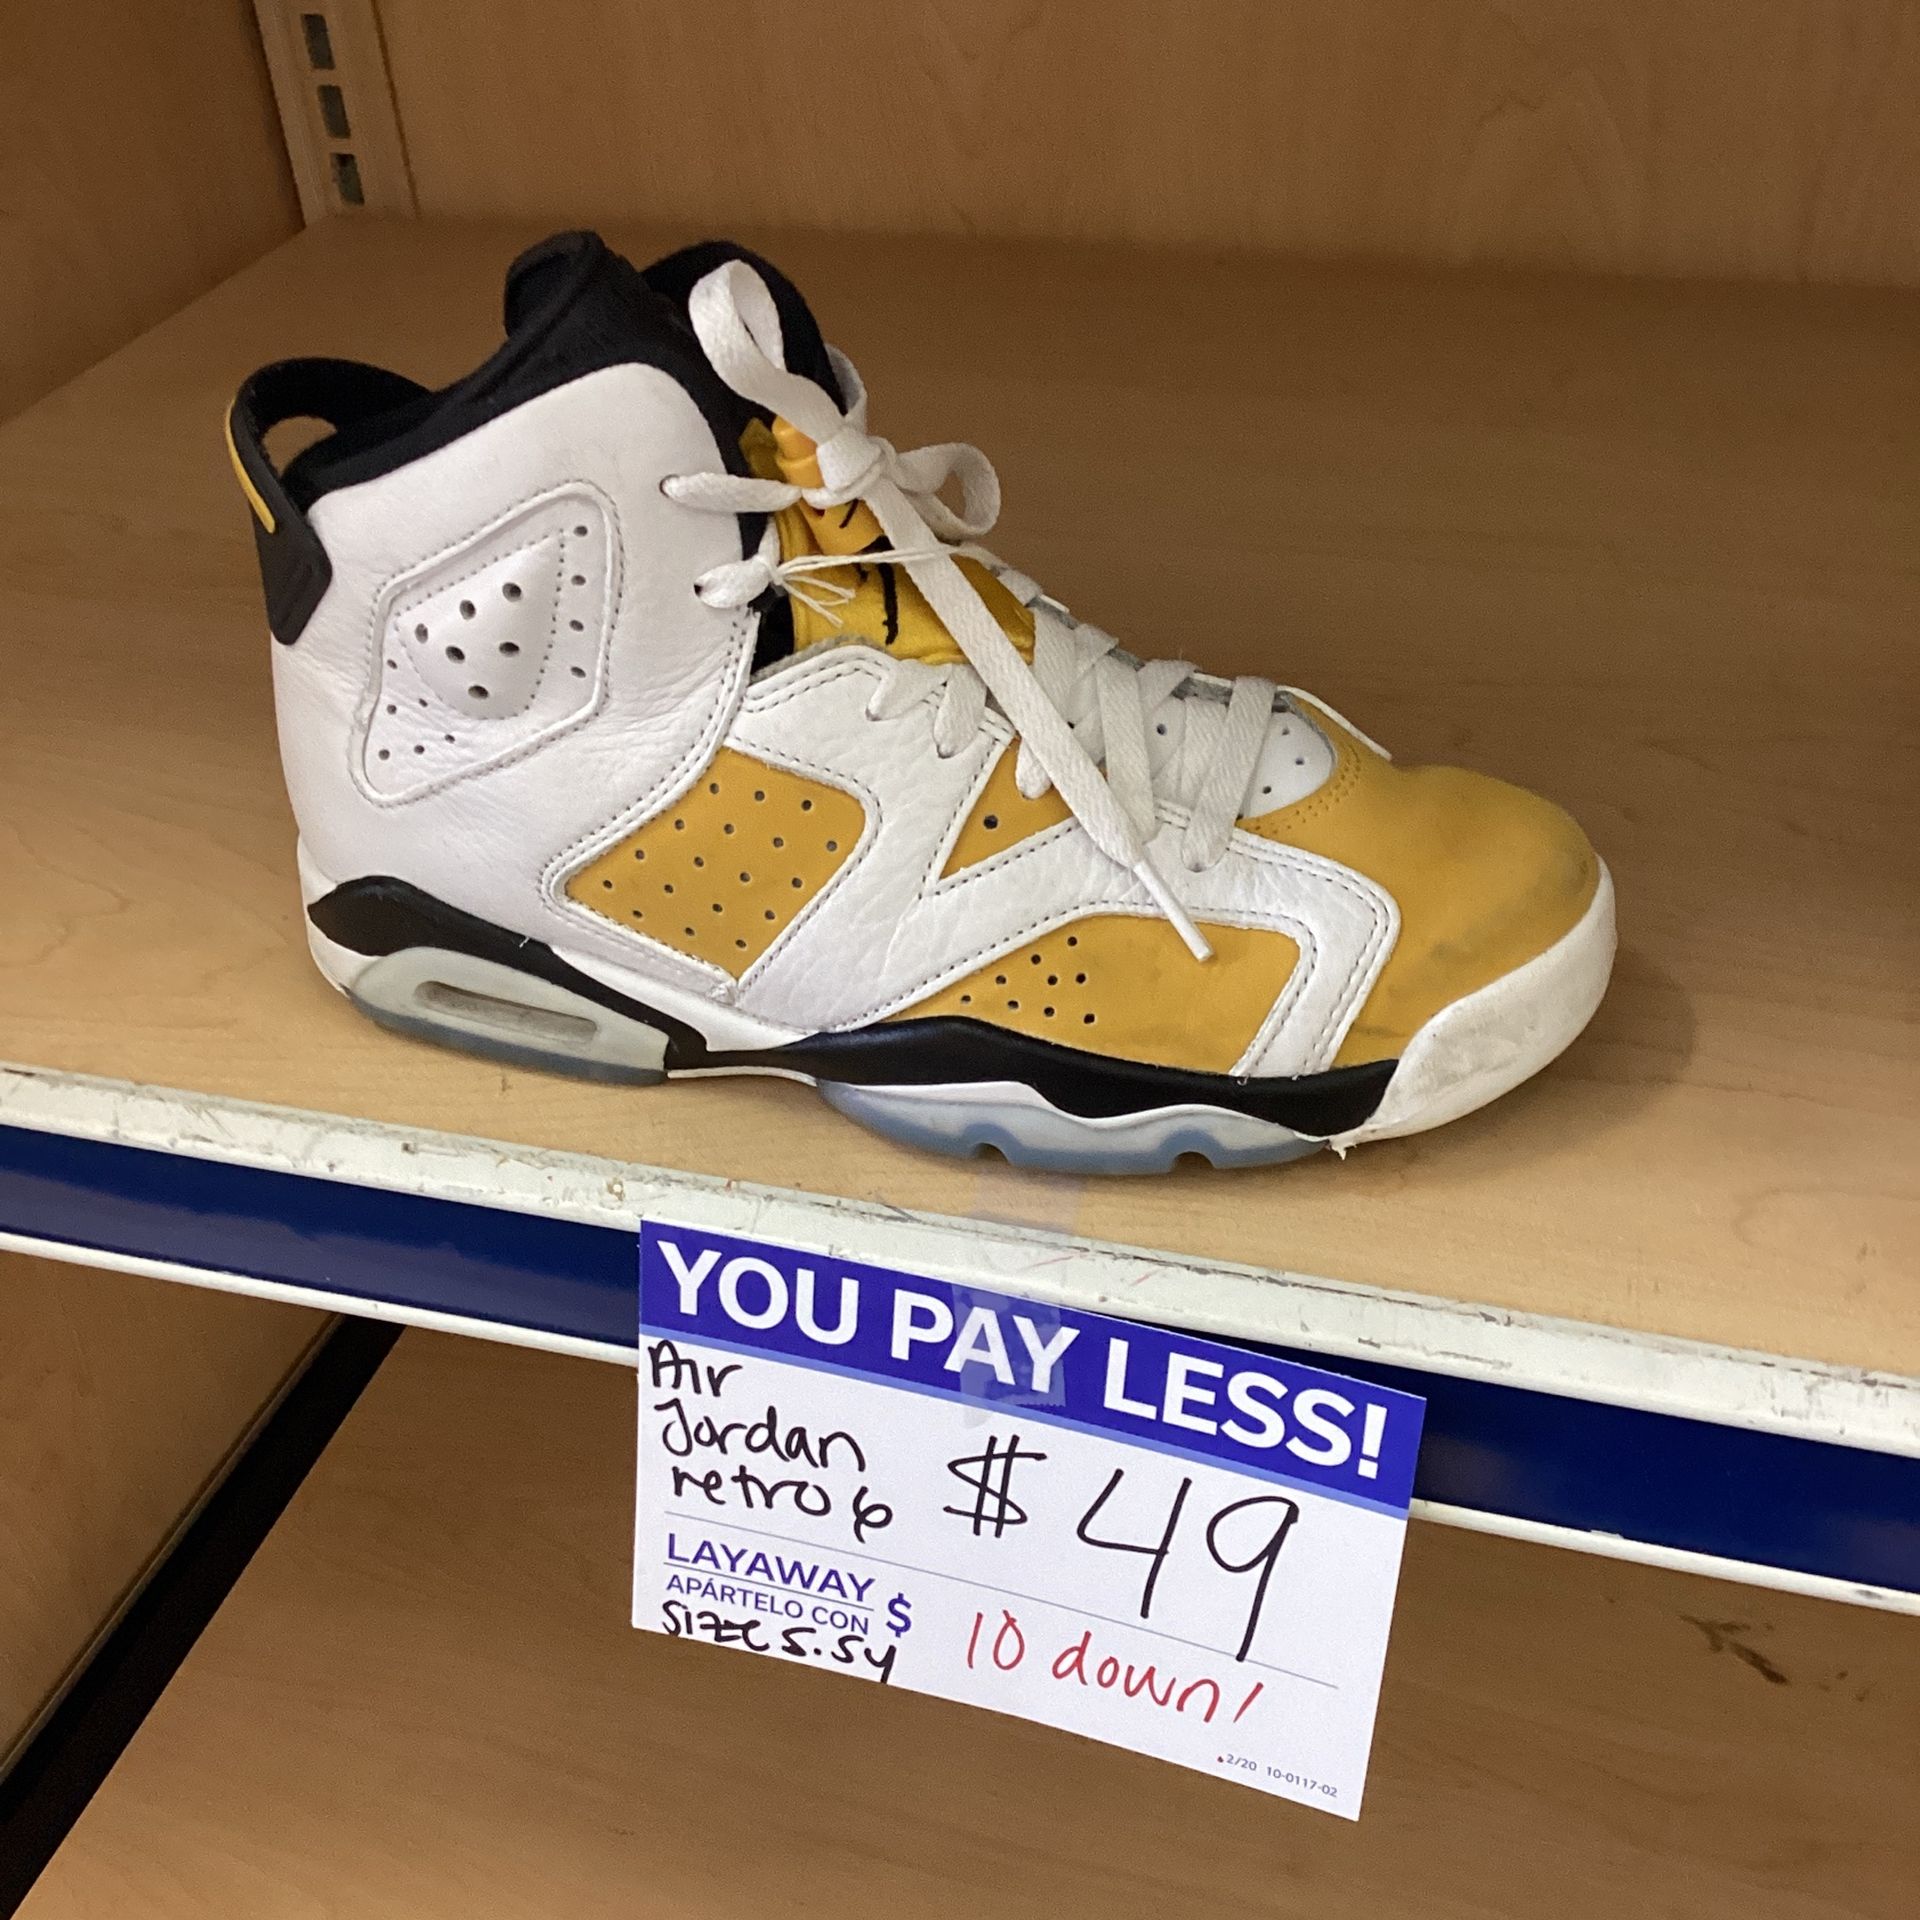 YOU PAY LESS!
Air
Jordan
retro 6
$49
LAYAWAY
APÁRTELO CON
$
10 down!
size 5.5y
2/20 10-0117-02